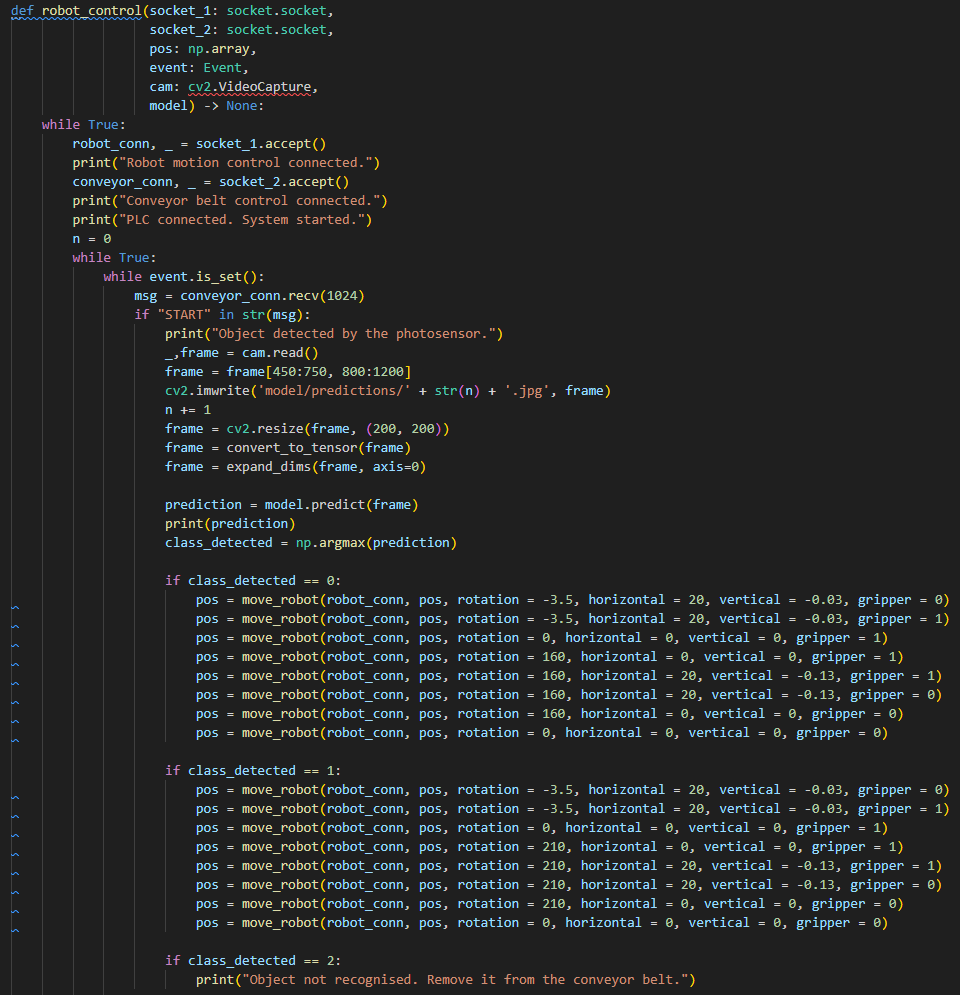 def robot_control(socket_1: socket.socket,
                  socket_2: socket.socket,
                  pos: np.array,
                  event: Event,
                  cam: cv2.VideoCapture,
                  model) -> None:
    while True:
        robot_conn, _ = socket_1.accept()
        print("Robot motion control connected.")
        conveyor_conn, _ = socket_2.accept()
        print("Conveyor belt control connected.")
        print("PLC connected. System started.")
        n = 0
        while True:
            while event.is_set():
                msg = conveyor_conn.recv(1024)
                if "START" in str(msg):
                    print("Object detected by the photosensor.")
                    _,frame = cam.read()
                    frame = frame[450:750, 800:1200]
                    cv2.imwrite('model/predictions/' + str(n) + '.jpg', frame)
                    n += 1
                    frame = cv2.resize(frame, (200, 200))
                    frame = convert_to_tensor(frame)
                    frame = expand_dims(frame, axis=0)

                    prediction = model.predict(frame)
                    print(prediction)
                    class_detected = np.argmax(prediction)

                    if class_detected == 0:
                        pos = move_robot(robot_conn, pos, rotation = -3.5, horizontal = 20, vertical = -0.03, gripper = 0)
                        pos = move_robot(robot_conn, pos, rotation = -3.5, horizontal = 20, vertical = -0.03, gripper = 1)
                        pos = move_robot(robot_conn, pos, rotation = 0, horizontal = 0, vertical = 0, gripper = 1)
                        pos = move_robot(robot_conn, pos, rotation = 160, horizontal = 0, vertical = 0, gripper = 1)
                        pos = move_robot(robot_conn, pos, rotation = 160, horizontal = 20, vertical = -0.13, gripper = 1)
                        pos = move_robot(robot_conn, pos, rotation = 160, horizontal = 20, vertical = -0.13, gripper = 0)
                        pos = move_robot(robot_conn, pos, rotation = 160, horizontal = 0, vertical = 0, gripper = 0)
                        pos = move_robot(robot_conn, pos, rotation = 0, horizontal = 0, vertical = 0, gripper = 0)

                    if class_detected == 1:
                        pos = move_robot(robot_conn, pos, rotation = -3.5, horizontal = 20, vertical = -0.03, gripper = 0)
                        pos = move_robot(robot_conn, pos, rotation = -3.5, horizontal = 20, vertical = -0.03, gripper = 1)
                        pos = move_robot(robot_conn, pos, rotation = 0, horizontal = 0, vertical = 0, gripper = 1)
                        pos = move_robot(robot_conn, pos, rotation = 210, horizontal = 0, vertical = 0, gripper = 1)
                        pos = move_robot(robot_conn, pos, rotation = 210, horizontal = 20, vertical = -0.13, gripper = 1)
                        pos = move_robot(robot_conn, pos, rotation = 210, horizontal = 20, vertical = -0.13, gripper = 0)
                        pos = move_robot(robot_conn, pos, rotation = 210, horizontal = 0, vertical = 0, gripper = 0)
                        pos = move_robot(robot_conn, pos, rotation = 0, horizontal = 0, vertical = 0, gripper = 0)

                    if class_detected == 2:
                        print("Object not recognised. Remove it from the conveyor belt.")